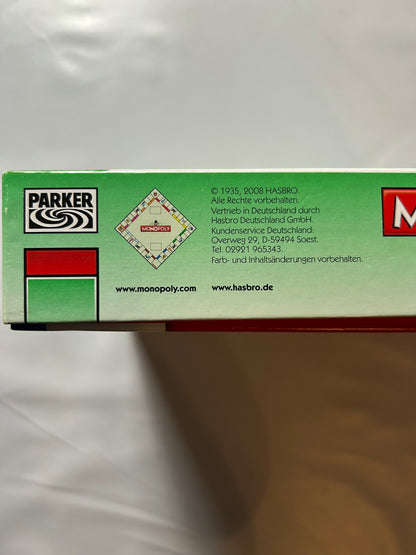 PARKER
MONOPOLY
© 1935, 2008 HASBRO.
Alle Rechte vorbehalten.
Vertrieb in Deutschland durch
Hasbro Deutschland GmbH.
Kundenservice Deutschland:
Overweg 29, D-59494 Soest.
Tel. 02921 965343.
Farb- und Inhaltsänderungen vorbehalten.
www.monopoly.com
www.hasbro.de
M